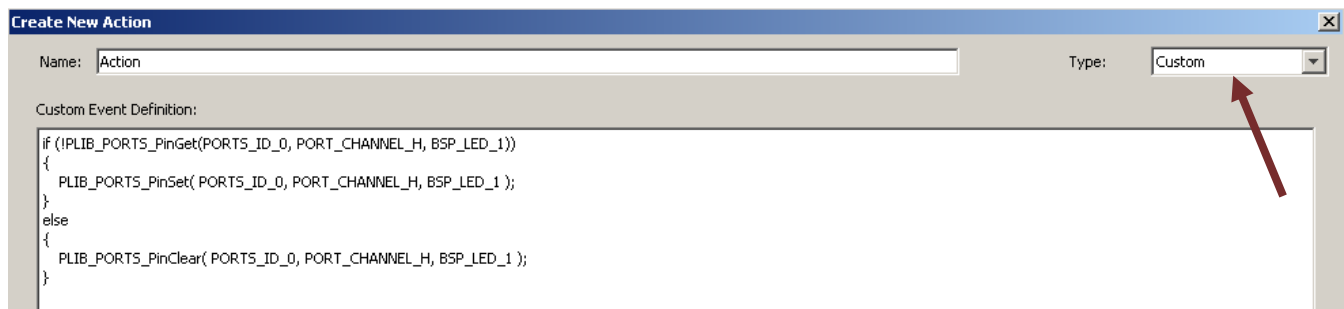 Create New Action
Name: Action Type: Custom
Custom Event Definition:
if (!PLIB_PORTS_PinGet(PORTS_ID_0, PORT_CHANNEL_H, BSP_LED_1))
{
PLIB_PORTS_PinSet( PORTS_ID_0, PORT_CHANNEL_H, BSP_LED_1 );
}
else
{
PLIB_PORTS_PinClear( PORTS_ID_0, PORT_CHANNEL_H, BSP_LED_1 );
}